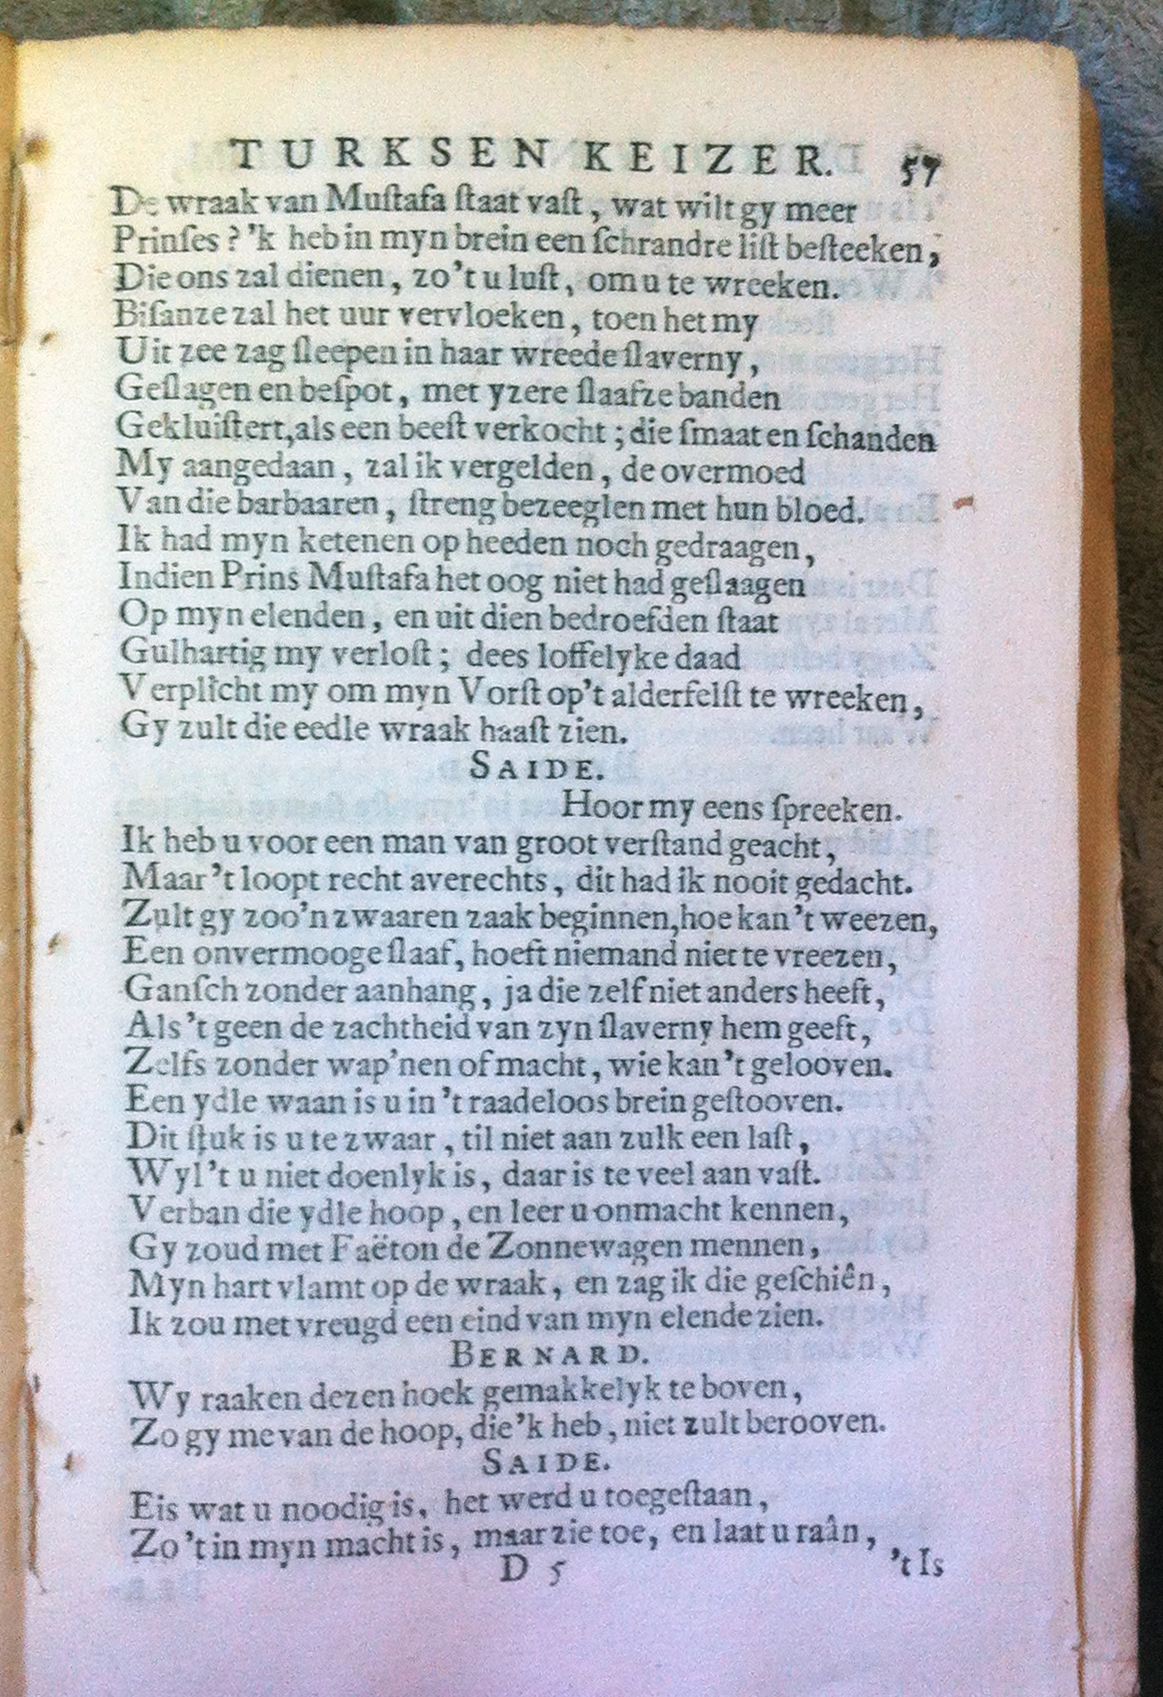 TURKSEN KEIZER. 57
De wraak van Muſtafa ſtaat vaſt, wat wilt gy meer
Prinſes? 'k heb in myn brein een ſchrandre liſt beſteeken,
Die ons zal dienen, zo't u luſt, om u te wreeken.
Biſanze zal het uur vervloeken, toen het my
Uit zee zag ſleepen in haar wreede ſlaverny,
Geſlagen en beſpot, met yzere ſlaafze banden
Gekluiſtert, als een beeſt verkocht; die ſmaat en ſchanden
My aangedaan, zal ik vergelden, de overmoed
Van die barbaaren, ſtreng bezeeglen met hun bloed.
Ik had myn ketenen op heeden noch gedraagen,
Indien Prins Muſtafa het oog niet had geſlaagen
Op myn elenden, en uit dien bedroefden ſtaat
Gulhartig my verloſt; dees loffelyke daad
Verplicht my om myn Vorſt op't alderfelſt te wreeken,
Gy zult die eedle wraak haaſt zien.
SAIDE.
Hoor my eens ſpreeken.
Ik heb u voor een man van groot verſtand geacht,
Maar 't loopt recht averechts, dit had ik nooit gedacht.
Zult gy zoo'n zwaaren zaak beginnen, hoe kan't weezen,
Een onvermooge ſlaaf, hoeft niemand niet te vreezen,
Ganſch zonder aanhang, ja die zelf niet anders heeft,
Als 't geen de zachtheid van zyn ſlaverny hem geeft,
Zelfs zonder wap'nen of macht, wie kan't gelooven.
Een ydle waan is u in 't raadeloos brein geſtooven.
Dit ſtuk is u te zwaar, til niet aan zulk een laſt,
Wyl't u niet doenlyk is, daar is te veel aan vaſt.
Verban die ydle hoop, en leer u onmacht kennen,
Gy zoud met Faëton de Zonnewagen mennen,
Myn hart vlamt op de wraak, en zag ik die geſchiên,
Ik zou met vreugd een eind van myn elende zien.
BERNARD.
Wy raaken dezen hoek gemakkelyk te boven,
Zo gy me van de hoop, die 'k heb, niet zult berooven.
SAIDE.
Eis wat u noodig is, het werd u toegeſtaan,
Zo 't in myn macht is, maar zie toe, en laat u raân,
D 5 't Is